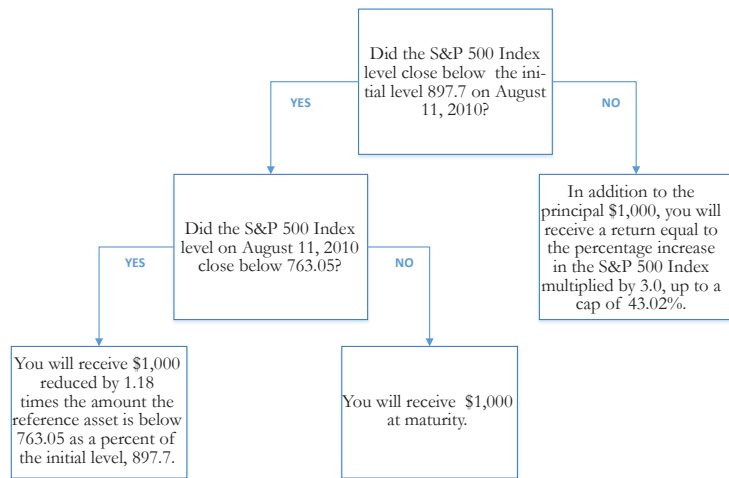 Did the S&P 500 Index
level close below the ini-
tial level 897.7 on August
11, 2010?
YES
NO
Did the S&P 500 Index
level on August 11, 2010
close below 763.05?
In addition to the
principal $1,000, you will
receive a return equal to
the percentage increase
in the S&P 500 Index
multiplied by 3.0, up to a
cap of 43.02%.
YES
NO
You will receive $1,000
reduced by 1.18
times the amount the
reference asset is below
763.05 as a percent of
the initial level, 897.7.
You will receive $1,000
at maturity.